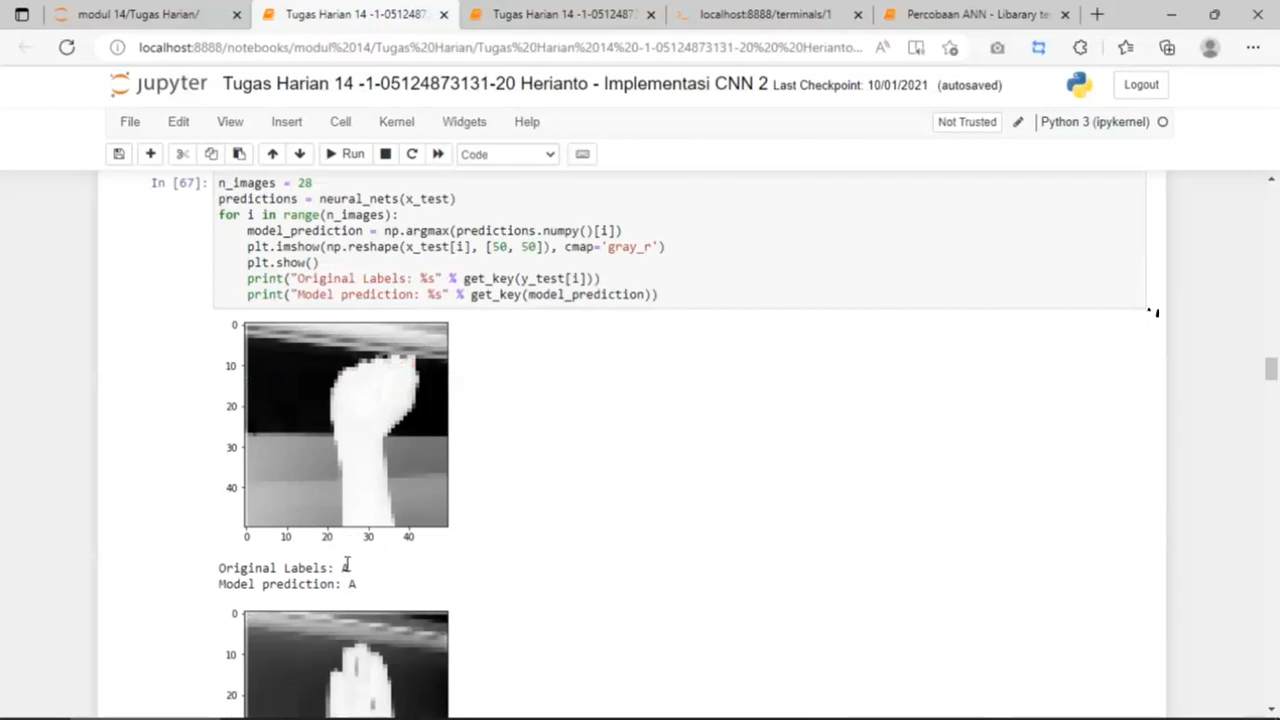 modul 14/Tugas Harian/
Tugas Harian 14 -1-0512487
Tugas Harian 14 -1-0512487
localhost:8888/terminals/1
Percobaan ANN - Libarary te
localhost:8888/notebooks/modul%2014/Tugas%20Harian/Tugas%20Harian%2014%20-1-05124873131-20%20%20Herianto...
jupyter Tugas Harian 14 -1-05124873131-20 Herianto - Implementasi CNN 2 Last Checkpoint: 10/01/2021 (autosaved)
Logout
File Edit View Insert Cell Kernel Widgets Help
Not Trusted
Python 3 (ipykernel)
Run
Code
In [67]:
n_images = 28
predictions = neural_nets(x_test)
for i in range(n_images):
    model_prediction = np.argmax(predictions.numpy()[i])
    plt.imshow(np.reshape(x_test[i], [50, 50]), cmap='gray_r')
    plt.show()
    print("Original Labels: %s" % get_key(y_test[i]))
    print("Model prediction: %s" % get_key(model_prediction))
0
10
20
30
40
0 10 20 30 40
Original Labels: A
Model prediction: A
0
10
20